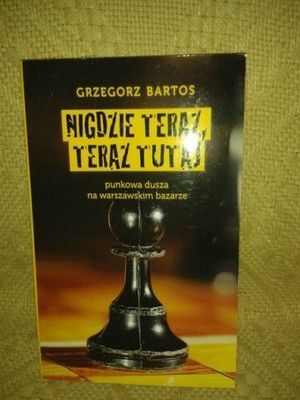 GRZEGORZ BARTOS
NIGDZIE TERAZ,
TERAZ TUTAJ
punkowa dusza
na warszawskim bazarze